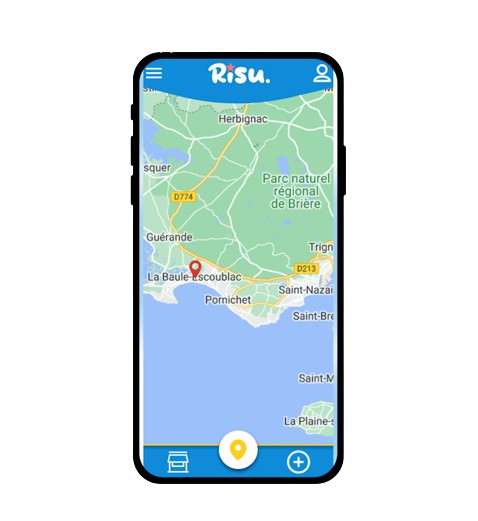 Risu.
Herbignac
squer
Parc naturel
régional
de Brière
D774
Guérande
Trign
D213
La Baule-Escoublac
Saint-Nazai
Pornichet
Saint-Bre
Saint-M
La Plaine-s